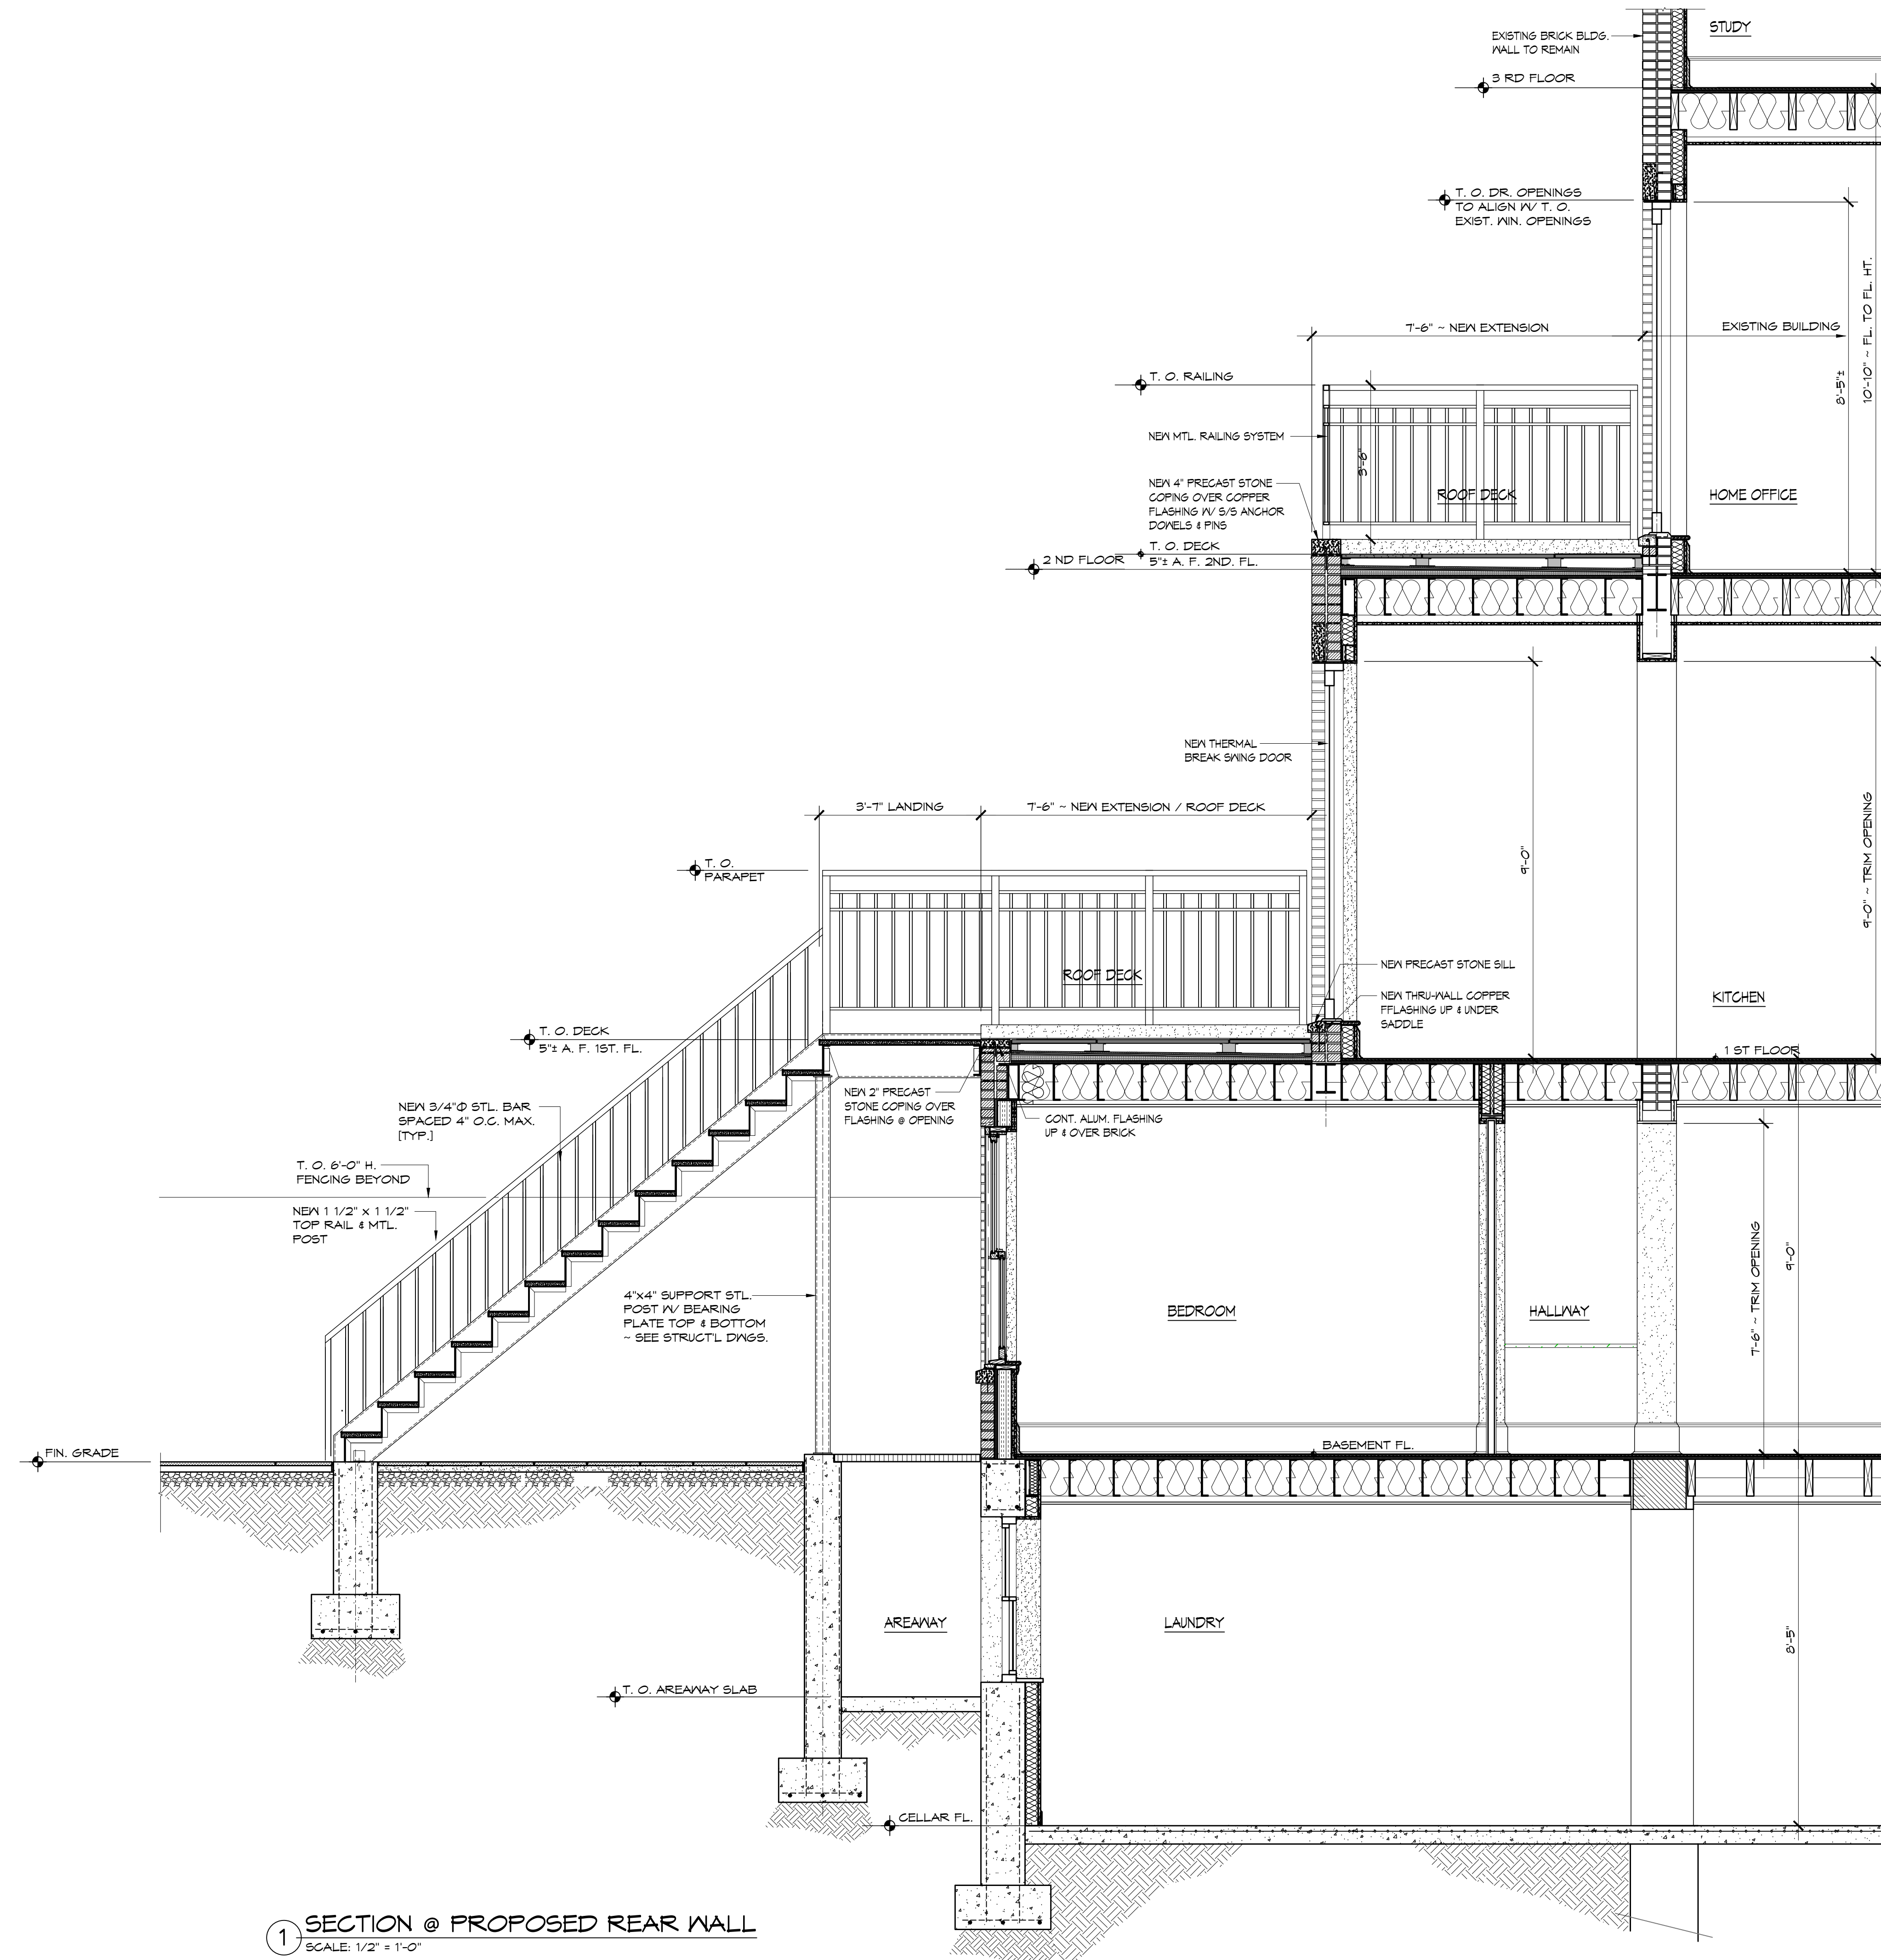 STUDY
EXISTING BRICK BLDG.
WALL TO REMAIN
3 RD FLOOR
T. O. DR. OPENINGS
TO ALIGN W/ T. O.
EXIST. WIN. OPENINGS
7'-6" ~ NEW EXTENSION
EXISTING BUILDING
8'-5"±
10'-10" ~ FL. TO FL. HT.
T. O. RAILING
NEW MTL. RAILING SYSTEM
3'-6"
NEW 4" PRECAST STONE
COPING OVER COPPER
FLASHING W/ S/S ANCHOR
DOWELS & PINS
ROOF DECK
HOME OFFICE
T. O. DECK
5"± A. F. 2ND. FL.
2 ND FLOOR
NEW THERMAL
BREAK SWING DOOR
9'-0"
9'-0" ~ TRIM OPENING
3'-7" LANDING
7'-6" ~ NEW EXTENSION / ROOF DECK
T. O.
PARAPET
ROOF DECK
NEW PRECAST STONE SILL
NEW THRU-WALL COPPER
FFLASHING UP & UNDER
SADDLE
KITCHEN
T. O. DECK
5"± A. F. 1ST. FL.
1 ST FLOOR
NEW 2" PRECAST
STONE COPING OVER
FLASHING @ OPENING
CONT. ALUM. FLASHING
UP & OVER BRICK
NEW 3/4"Φ STL. BAR
SPACED 4" O.C. MAX.
[TYP.]
T. O. 6'-0" H.
FENCING BEYOND
NEW 1 1/2" x 1 1/2"
TOP RAIL & MTL.
POST
4"x4" SUPPORT STL.
POST W/ BEARING
PLATE TOP & BOTTOM
~ SEE STRUCT'L DWGS.
BEDROOM
HALLWAY
7'-6" ~ TRIM OPENING
9'-0"
FIN. GRADE
BASEMENT FL.
AREAWAY
LAUNDRY
8'-5"
T. O. AREAWAY SLAB
CELLAR FL.
1
SECTION @ PROPOSED REAR WALL
SCALE: 1/2" = 1'-0"